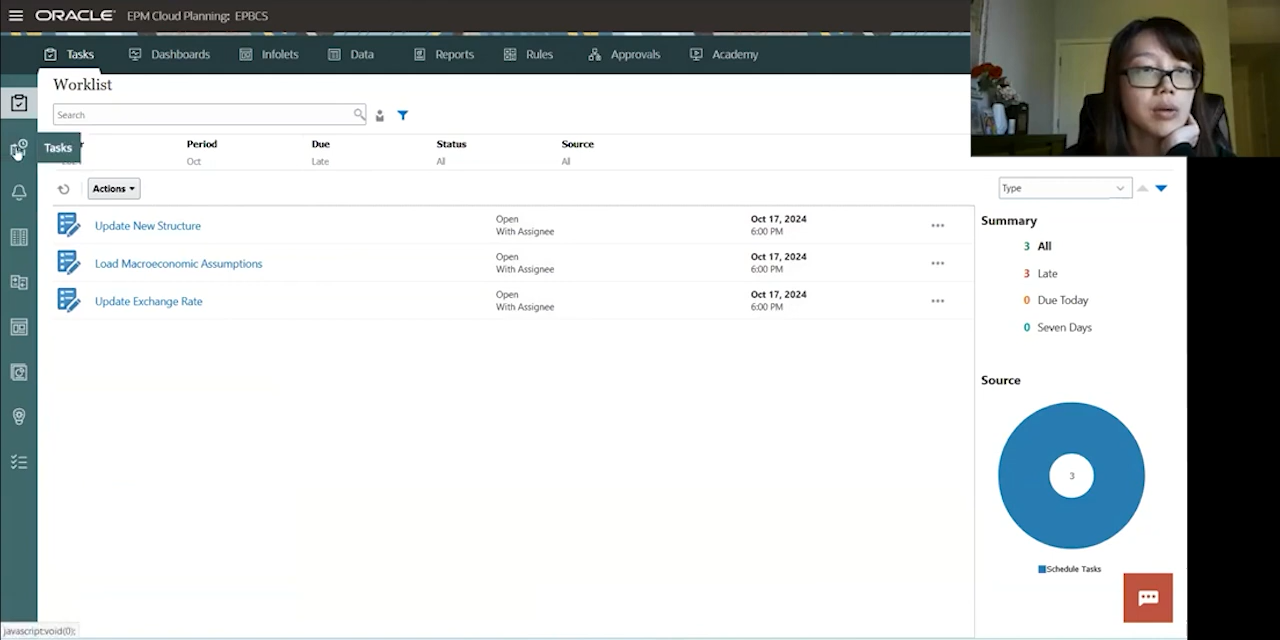 ORACLE EPM Cloud Planning: EPBCS
Tasks Dashboards Infolets Data Reports Rules Approvals Academy
Worklist
Search
Tasks
Period Due Status Source
Oct Late All All
Actions
Type
Update New Structure
Open
With Assignee
Oct 17, 2024
6:00 PM
Load Macroeconomic Assumptions
Open
With Assignee
Oct 17, 2024
6:00 PM
Update Exchange Rate
Open
With Assignee
Oct 17, 2024
6:00 PM
Summary
3 All
3 Late
0 Due Today
0 Seven Days
Source
3
Schedule Tasks
javascript:void(0);